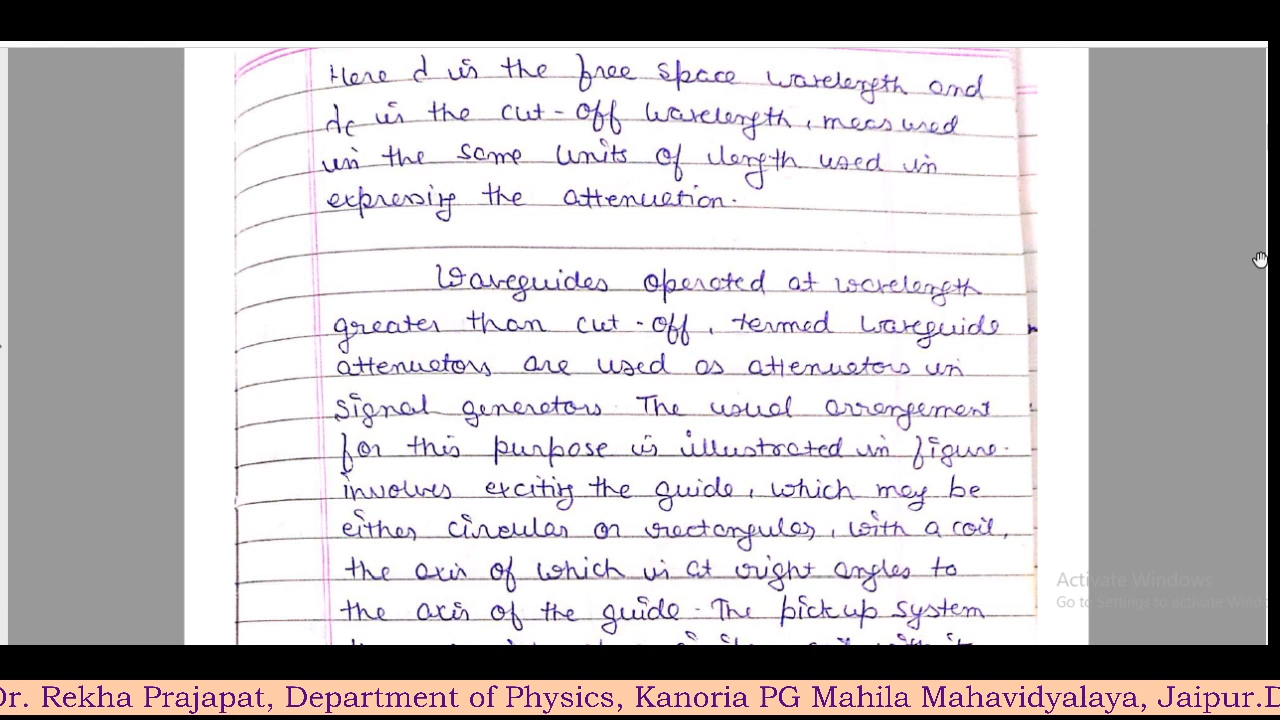 Here λ is the free space wavelength and
λc is the cut-off wavelength, measured
in the same units of length used in
expressing the attenuation.
Waveguides operated at wavelength
greater than cut-off, termed waveguide
attenuators are used as attenuators in
signal generators. The usual arrangement
for this purpose is illustrated in figure.
involves exciting the guide, which may be
either circular or rectangular, with a coil,
the axis of which is at right angles to
the axis of the guide. The pickup system
Activate Windows
Go to Settings to activate Windo
Dr. Rekha Prajapat, Department of Physics, Kanoria PG Mahila Mahavidyalaya, Jaipur.D